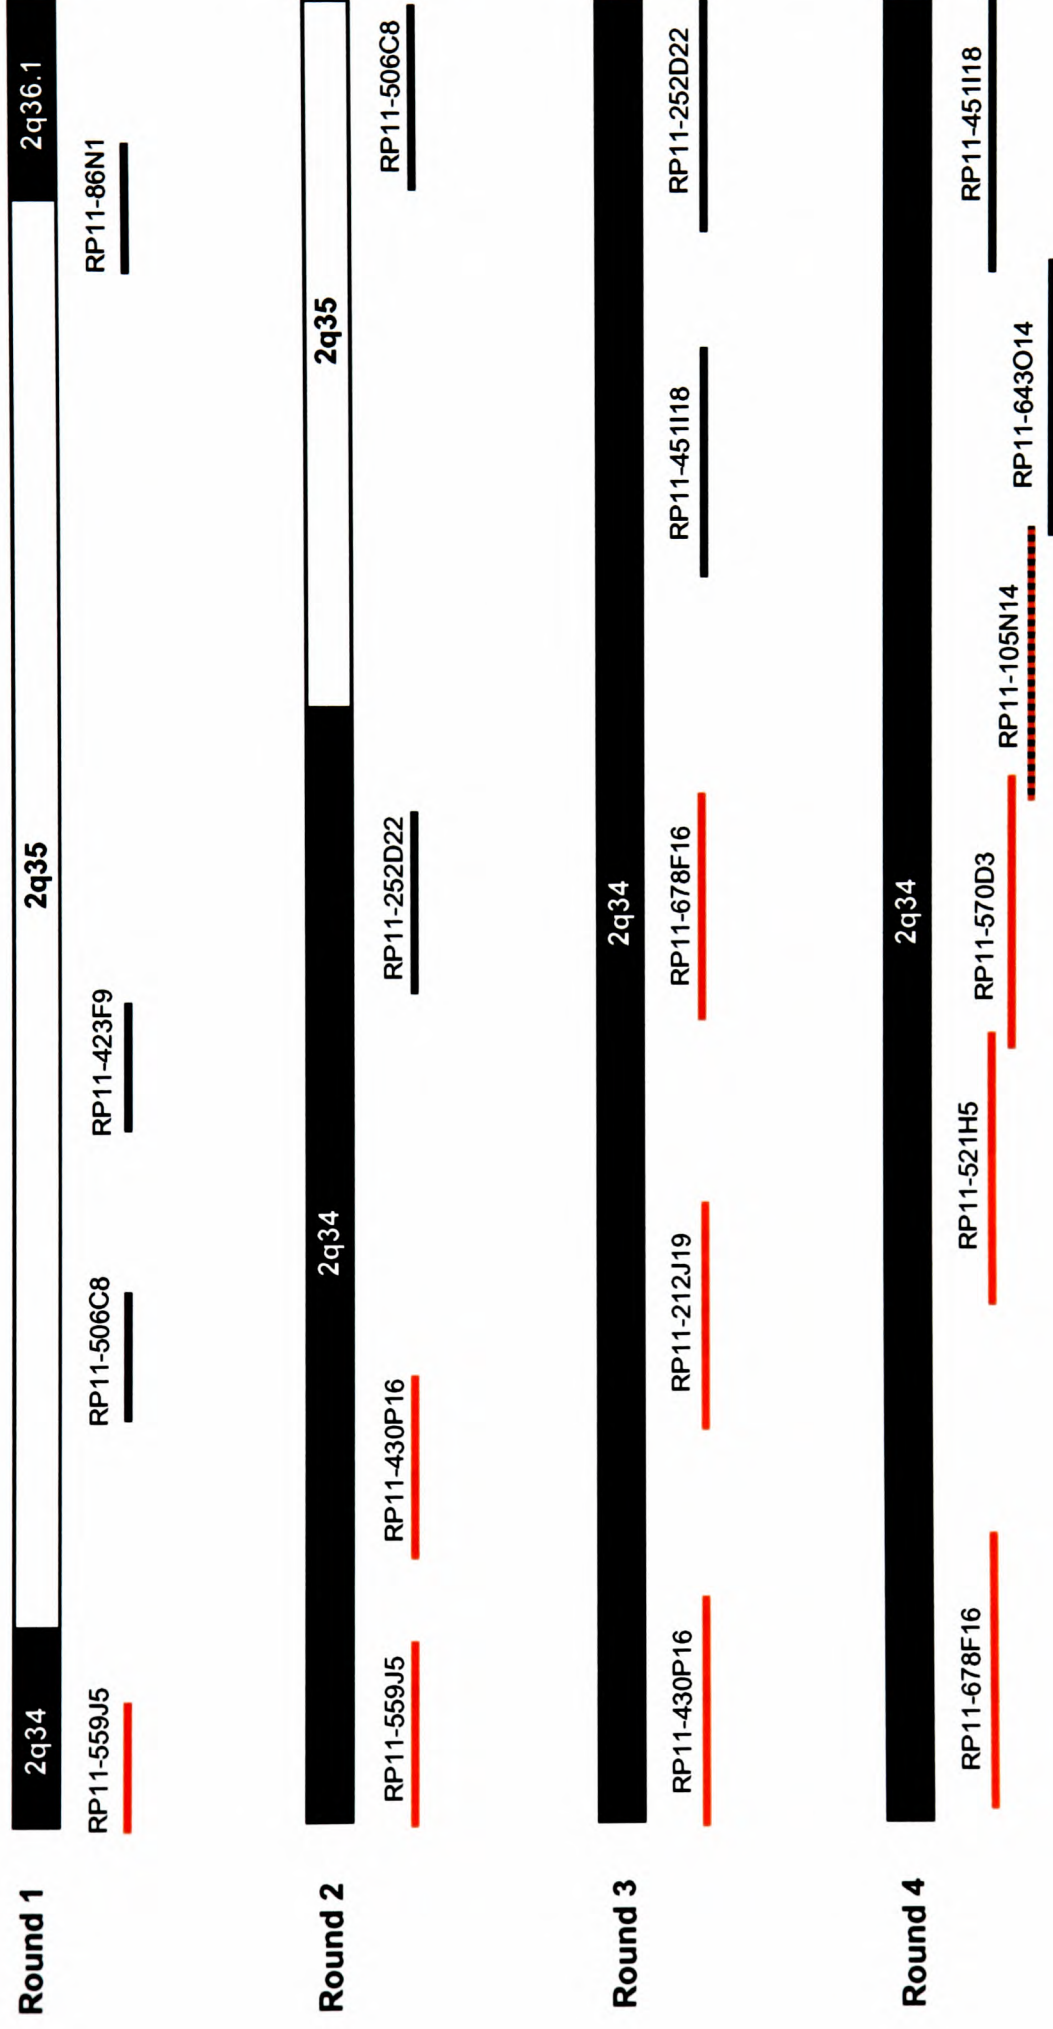 Round 1
2q34
2q35
2q36.1
RP11-559J5
RP11-506C8
RP11-423F9
RP11-86N1
Round 2
2q34
2q35
RP11-559J5
RP11-430P16
RP11-252D22
RP11-506C8
Round 3
2q34
RP11-430P16
RP11-212J19
RP11-678F16
RP11-451I18
RP11-252D22
Round 4
2q34
RP11-678F16
RP11-521H5
RP11-570D3
RP11-105N14
RP11-643O14
RP11-451I18